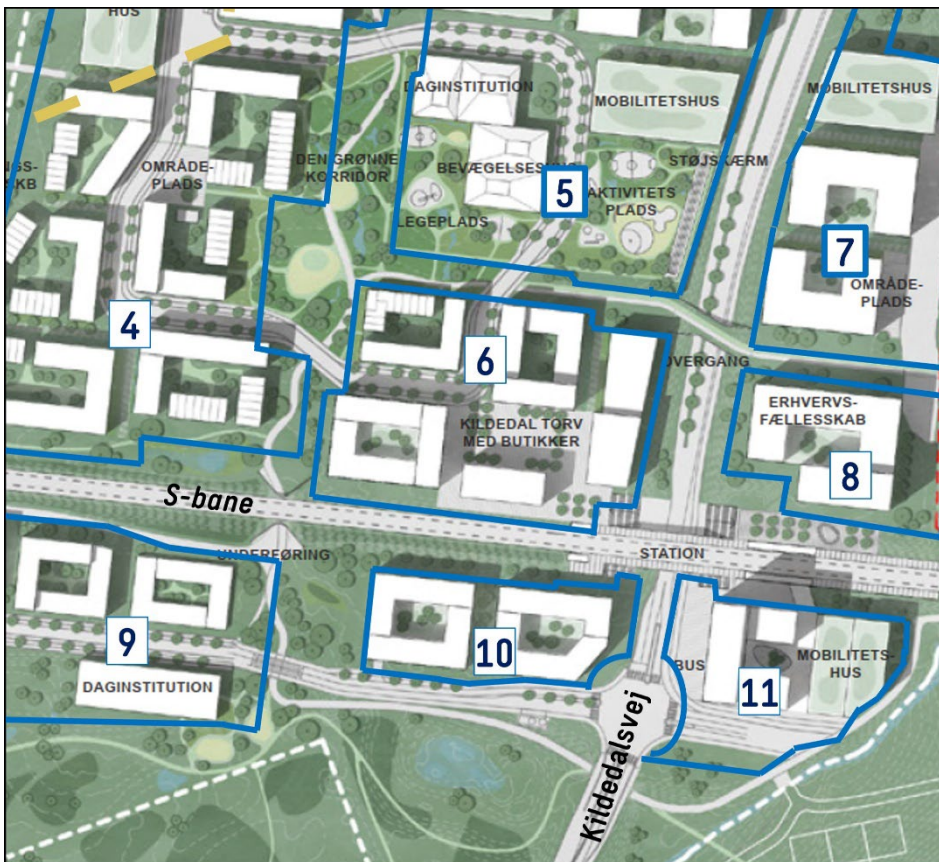 HUS
DAGINSTITUTION
MOBILITETSHUS
MOBILITETSHUS
OMRÅDE-
PLADS
DEN GRØNNE
KORRIDOR
STØJSKÆRM
5
AKTIVITETS
PLADS
LEGEPLADS
7
OMRÅDE-
PLADS
4
6
OVERGANG
ERHVERVS-
FÆLLESSKAB
KILDEDAL TORV
MED BUTIKKER
8
S-bane
UNDERFØRING
STATION
9
10
BUS
MOBILITETS-
HUS
11
DAGINSTITUTION
Kildedalsvej